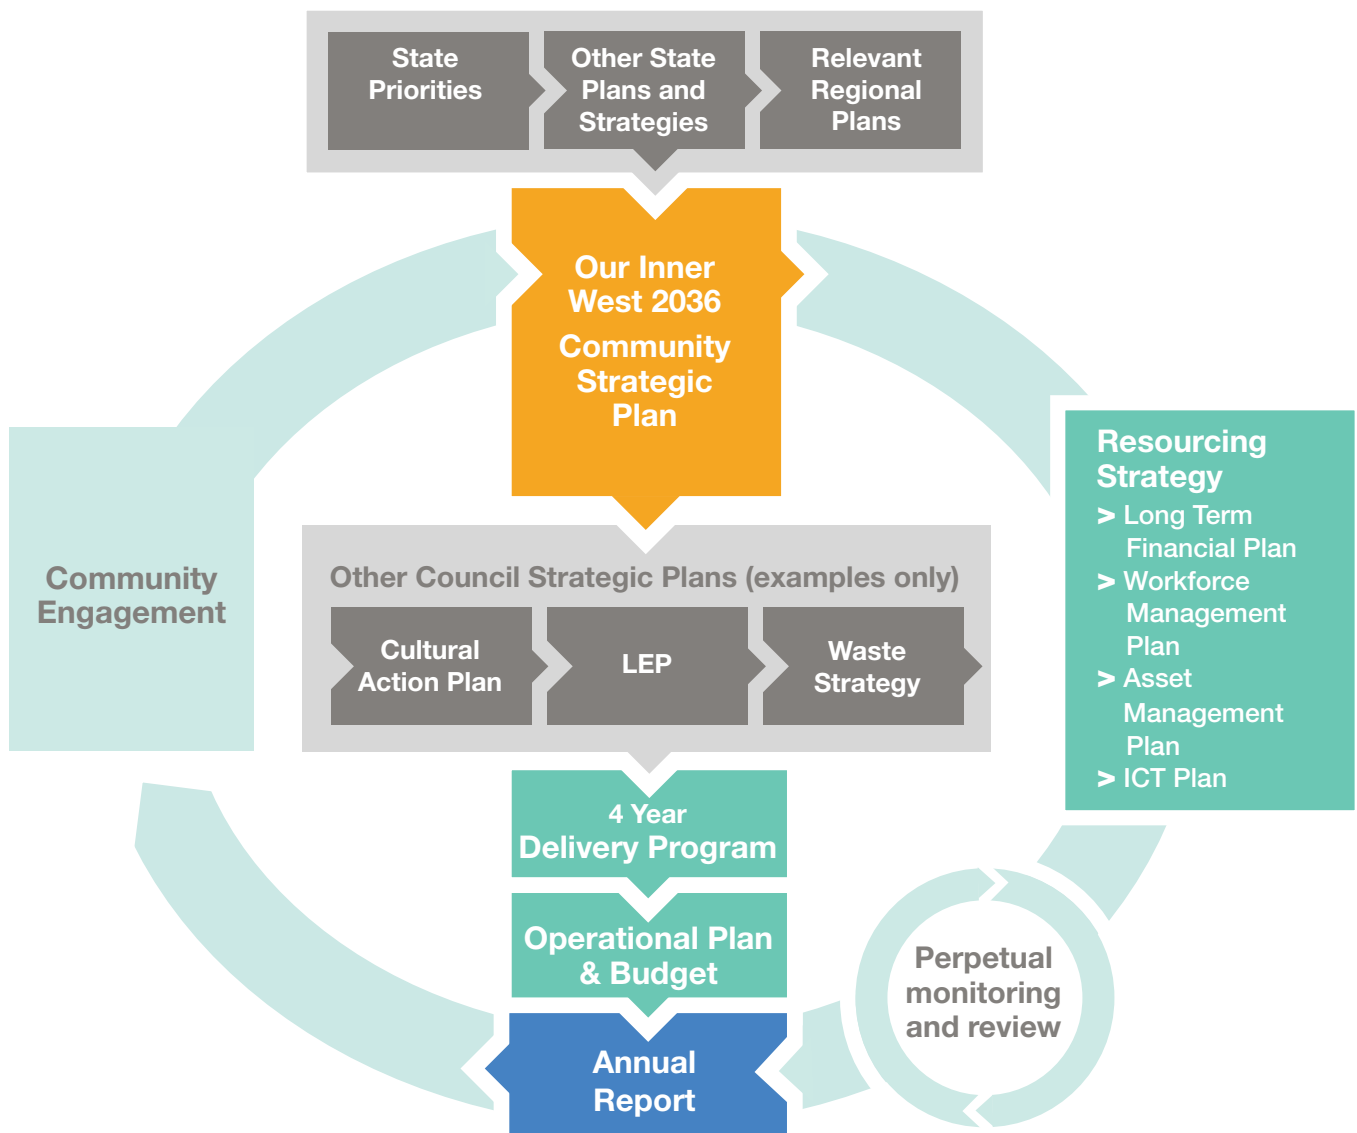 State
Priorities
Other State
Plans and
Strategies
Relevant
Regional
Plans
Our Inner
West 2036
Community
Strategic
Plan
Community
Engagement
Resourcing
Strategy
> Long Term
Financial Plan
> Workforce
Management
Plan
> Asset
Management
Plan
> ICT Plan
Other Council Strategic Plans (examples only)
Cultural
Action Plan
LEP
Waste
Strategy
4 Year
Delivery Program
Operational Plan
& Budget
Perpetual
monitoring
and review
Annual
Report